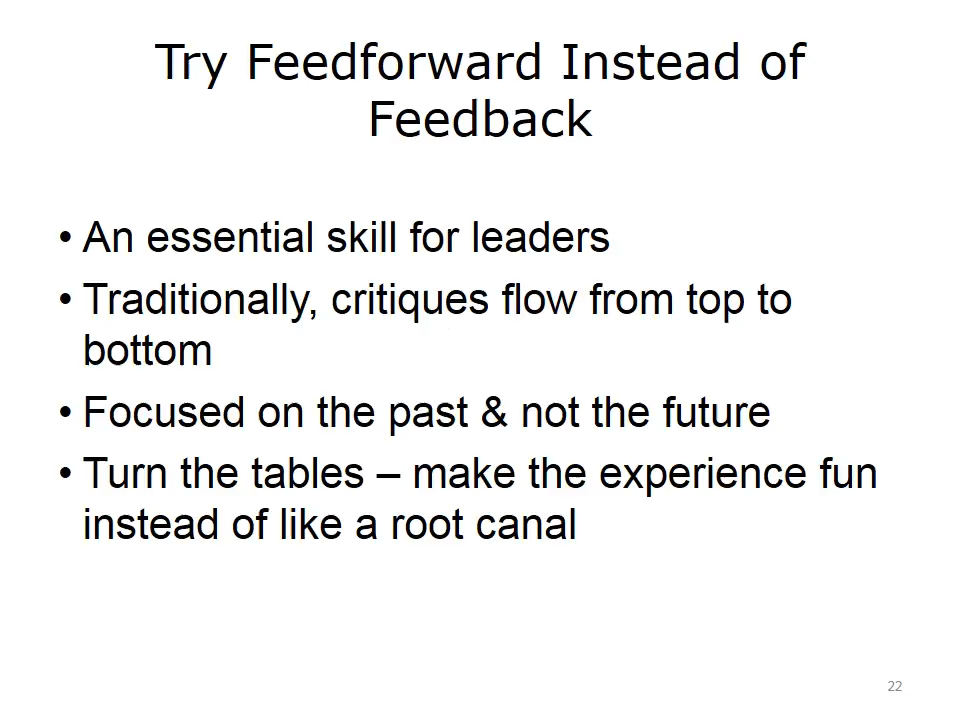 Try Feedforward Instead of
Feedback
• An essential skill for leaders
• Traditionally, critiques flow from top to
bottom
• Focused on the past & not the future
• Turn the tables – make the experience fun
instead of like a root canal
22